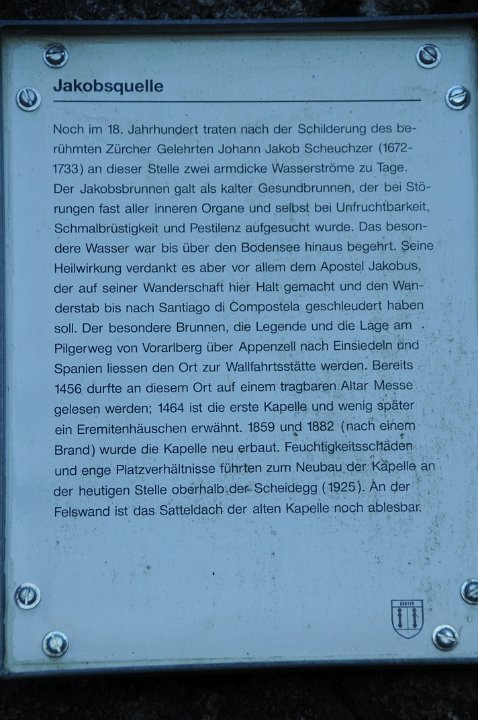 Jakobsquelle
Noch im 18. Jahrhundert traten nach der Schilderung des be-
rühmten Zürcher Gelehrten Johann Jakob Scheuchzer (1672-
1733) an dieser Stelle zwei armdicke Wasserströme zu Tage.
Der Jakobsbrunnen galt als kalter Gesundbrunnen, der bei Stö-
rungen fast aller inneren Organe und selbst bei Unfruchtbarkeit,
Schmalbrüstigkeit und Pestilenz aufgesucht wurde. Das beson-
dere Wasser war bis über den Bodensee hinaus begehrt. Seine
Heilwirkung verdankt es aber vor allem dem Apostel Jakobus,
der auf seiner Wanderschaft hier Halt gemacht und den Wan-
derstab bis nach Santiago di Compostela geschleudert haben
soll. Der besondere Brunnen, die Legende und die Lage am
Pilgerweg von Vorarlberg über Appenzell nach Einsiedeln und
Spanien liessen den Ort zur Wallfahrtsstätte werden. Bereits
1456 durfte an diesem Ort auf einem tragbaren Altar Messe
gelesen werden; 1464 ist die erste Kapelle und wenig später
ein Eremitenhäuschen erwähnt. 1859 und 1882 (nach einem
Brand) wurde die Kapelle neu erbaut. Feuchtigkeitsschäden
und enge Platzverhältnisse führten zum Neubau der Kapelle an
der heutigen Stelle oberhalb der Scheidegg (1925). An der
Felswand ist das Satteldach der alten Kapelle noch ablesbar.